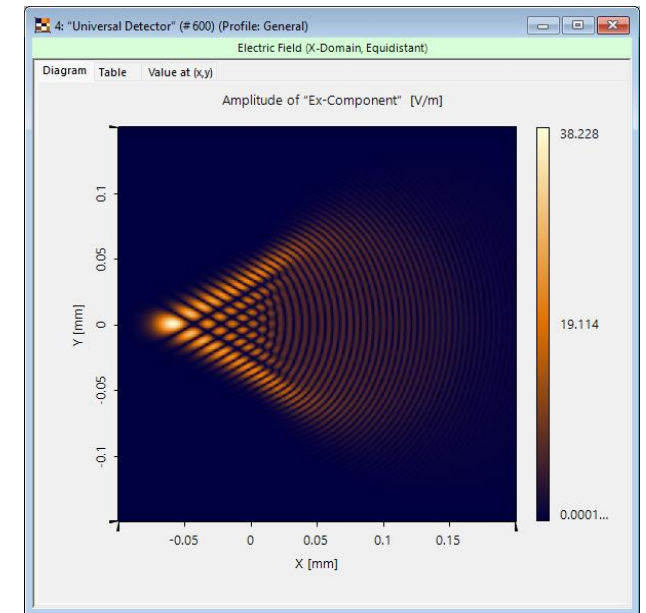 4: "Universal Detector" (# 600) (Profile: General)
Electric Field (X-Domain, Equidistant)
Diagram Table Value at (x,y)
Amplitude of "Ex-Component" [V/m]
38.228
19.114
0.0001...
0.1
0.05
0
-0.05
-0.1
Y [mm]
-0.05 0 0.05 0.1 0.15
X [mm]